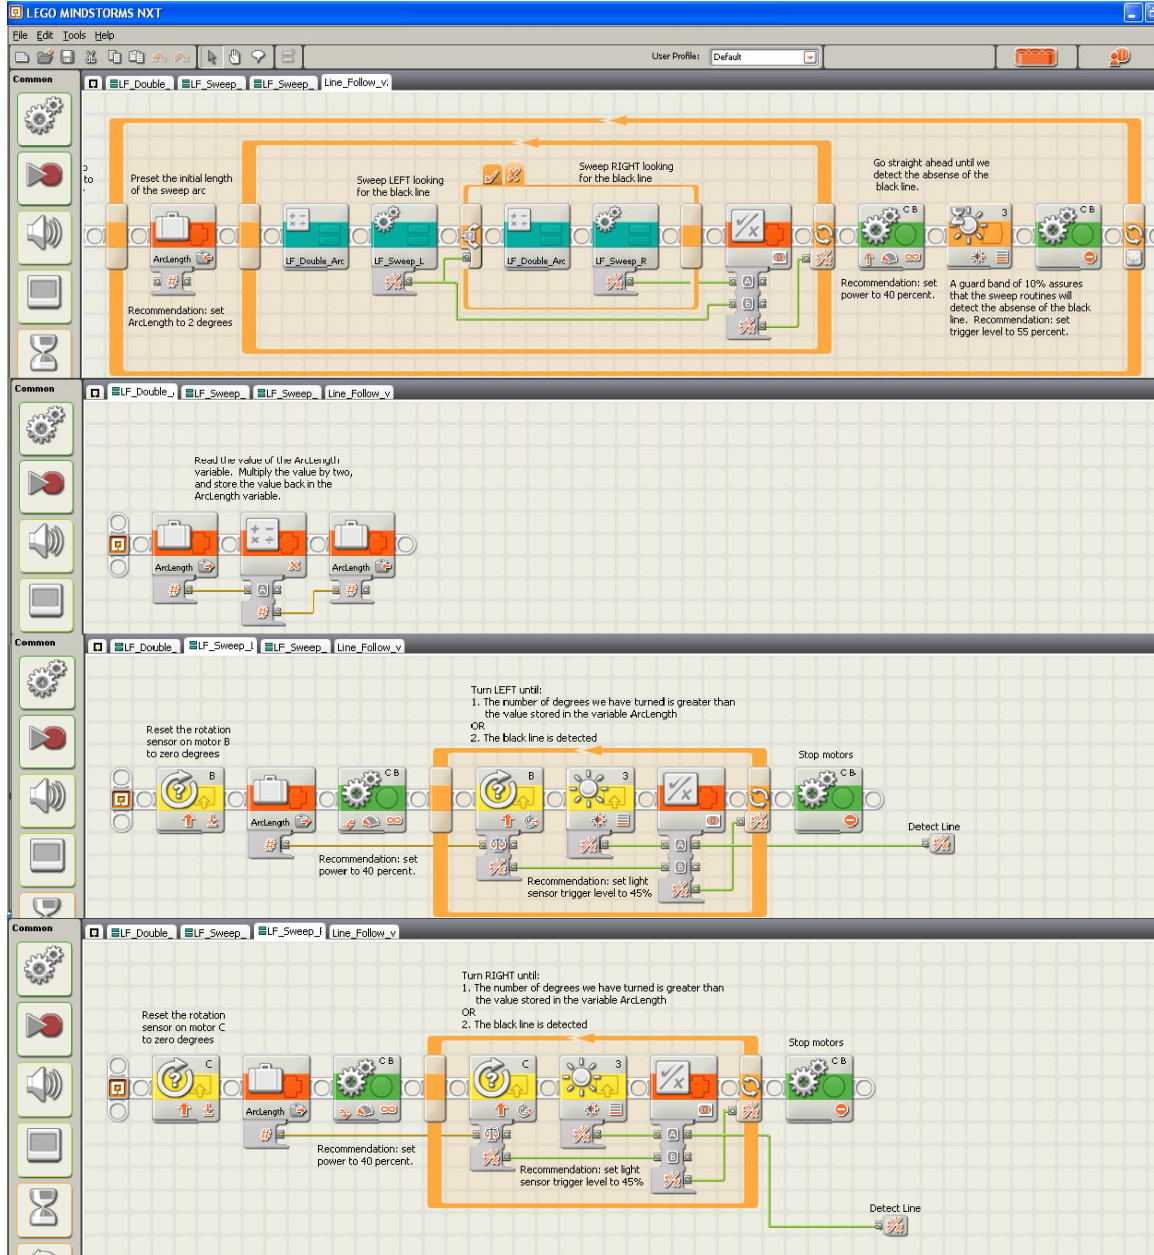 LEGO MINDSTORMS NXT
File Edit Tools Help
User Profile: Default
Common
LF_Double_ LF_Sweep_ LF_Sweep_ Line_Follow_v
to
Preset the initial length
of the sweep arc
Sweep LEFT looking
for the black line
Sweep RIGHT looking
for the black line
Go straight ahead until we
detect the absense of the
black line.
C B
3
C B
ArcLength
LF_Double_Arc
LF_Sweep_L
LF_Double_Arc
LF_Sweep_R
#
A
B
Recommendation: set
ArcLength to 2 degrees
Recommendation: set
power to 40 percent.
A guard band of 10% assures
that the sweep routines will
detect the absense of the black
line. Recommendation: set
trigger level to 55 percent.
Common
LF_Double_ LF_Sweep_ LF_Sweep_ Line_Follow_v
Read the value of the ArcLength
variable. Multiply the value by two,
and store the value back in the
ArcLength variable.
ArcLength
ArcLength
#
A
#
#
Common
LF_Double_ LF_Sweep_L LF_Sweep_ Line_Follow_v
Turn LEFT until:
1. The number of degrees we have turned is greater than
the value stored in the variable ArcLength
OR
2. The black line is detected
Reset the rotation
sensor on motor B
to zero degrees
Stop motors
B
C B
B
3
C B
ArcLength
#
A
B
Detect Line
Recommendation: set
power to 40 percent.
Recommendation: set light
sensor trigger level to 45%
Common
LF_Double_ LF_Sweep_ LF_Sweep_ Line_Follow_v
Turn RIGHT until:
1. The number of degrees we have turned is greater than
the value stored in the variable ArcLength
OR
2. The black line is detected
Reset the rotation
sensor on motor C
to zero degrees
Stop motors
C
C B
C
3
C B
ArcLength
#
A
B
Recommendation: set
power to 40 percent.
Recommendation: set light
sensor trigger level to 45%
Detect Line